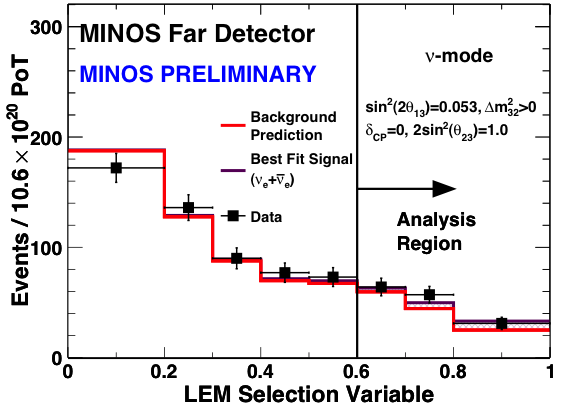 MINOS Far Detector
MINOS PRELIMINARY
ν-mode
sin²(2θ₁₃)=0.053, Δm²₃₂>0
δCP=0, 2sin²(θ₂₃)=1.0
Background
Prediction
Best Fit Signal
(νₑ+ν̅ₑ)
Data
Analysis
Region
Events / 10.6 × 10²⁰ PoT
300
200
100
0
0 0.2 0.4 0.6 0.8 1
LEM Selection Variable